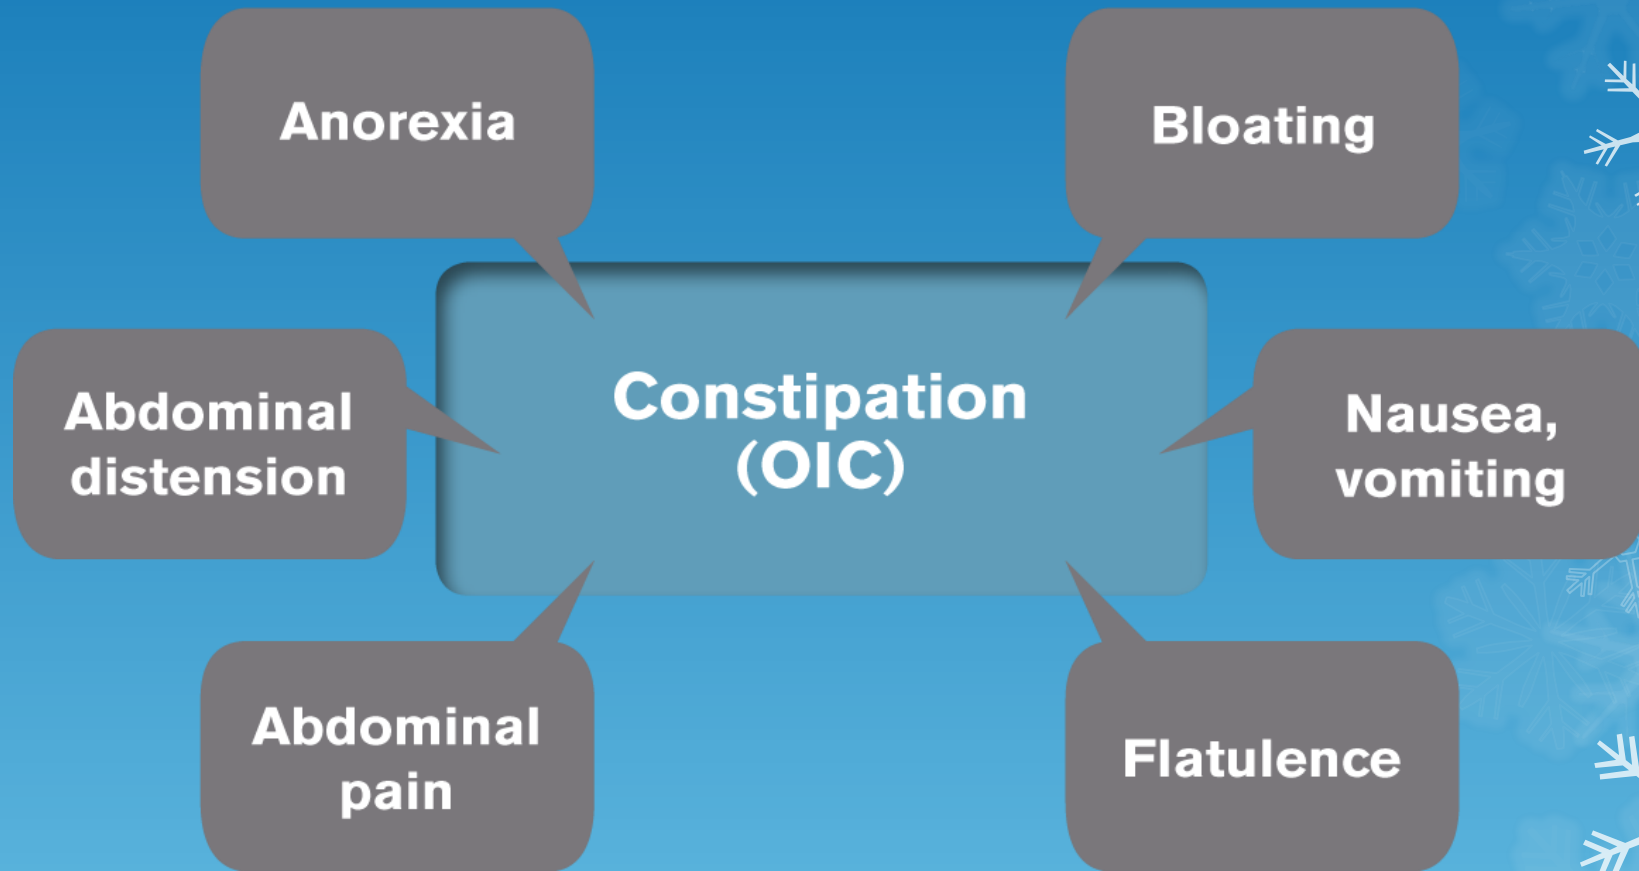 Anorexia
Bloating
Abdominal
distension
Constipation
(OIC)
Nausea,
vomiting
Abdominal
pain
Flatulence